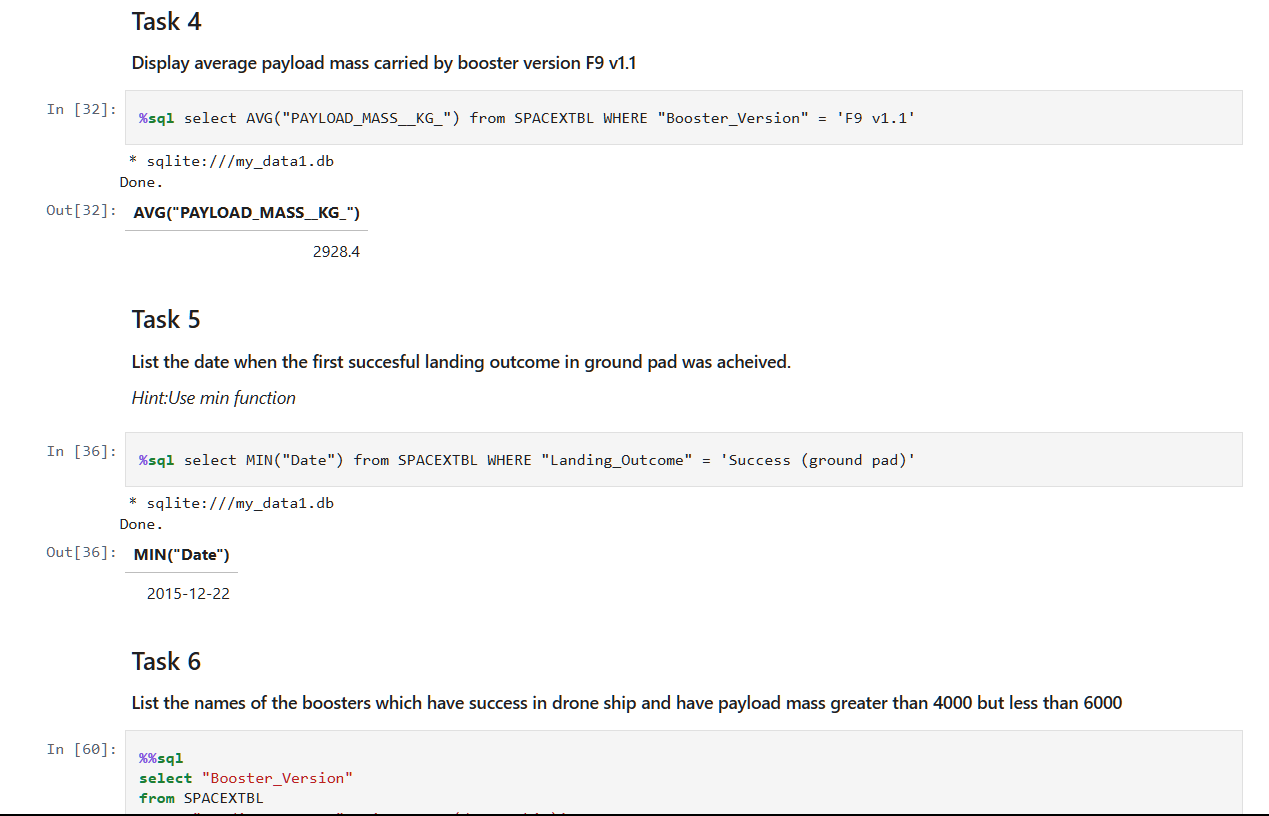 Task 4
Display average payload mass carried by booster version F9 v1.1
In [32]: %sql select AVG("PAYLOAD_MASS__KG_") from SPACEXTBL WHERE "Booster_Version" = 'F9 v1.1'
* sqlite:///my_data1.db
Done.
Out[32]: AVG("PAYLOAD_MASS__KG_")
2928.4
Task 5
List the date when the first succesful landing outcome in ground pad was acheived.
Hint:Use min function
In [36]: %sql select MIN("Date") from SPACEXTBL WHERE "Landing_Outcome" = 'Success (ground pad)'
* sqlite:///my_data1.db
Done.
Out[36]: MIN("Date")
2015-12-22
Task 6
List the names of the boosters which have success in drone ship and have payload mass greater than 4000 but less than 6000
In [60]: %%sql
select "Booster_Version"
from SPACEXTBL